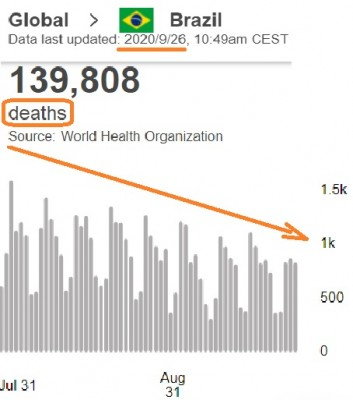 Global > Brazil
Data last updated: 2020/9/26, 10:49am CEST
139,808
deaths
Source: World Health Organization
1.5k
1k
500
0
Jul 31
Aug
31